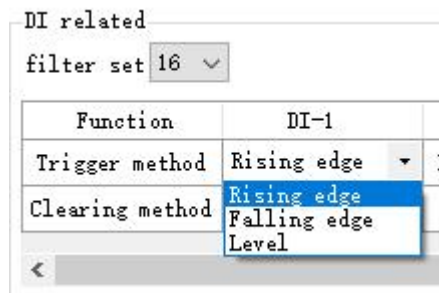 DI related
filter set 16
Function DI-1
Trigger method Rising edge
Clearing method Rising edge
Falling edge
Level